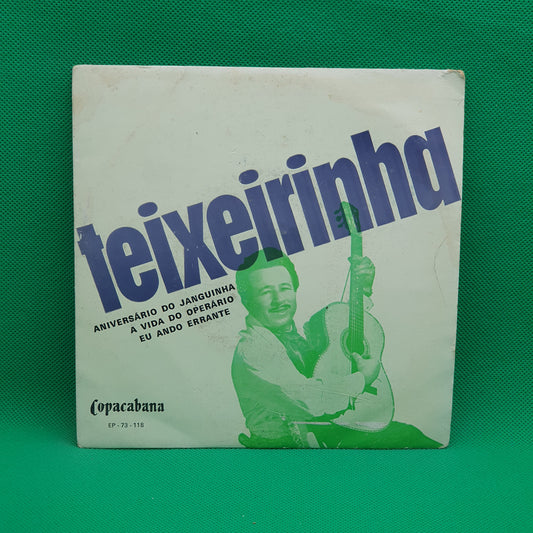 teixeirinha
ANIVERSÁRIO DO JANGUINHA
A VIDA DO OPERÁRIO
EU ANDO ERRANTE
Copacabana
EP - 73 - 118